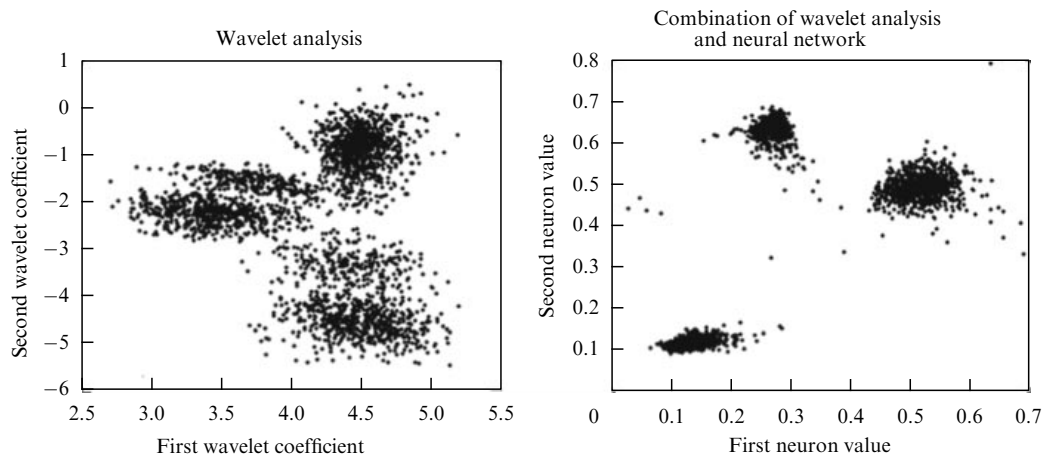 Wavelet analysis
1
0
−1
−2
−3
−4
−5
−6
Second wavelet coefficient
2.5 3.0 3.5 4.0 4.5 5.0 5.5
First wavelet coefficient
Combination of wavelet analysis
and neural network
0.8
0.7
0.6
0.5
0.4
0.3
0.2
0.1
Second neuron value
0 0.1 0.2 0.3 0.4 0.5 0.6 0.7
First neuron value